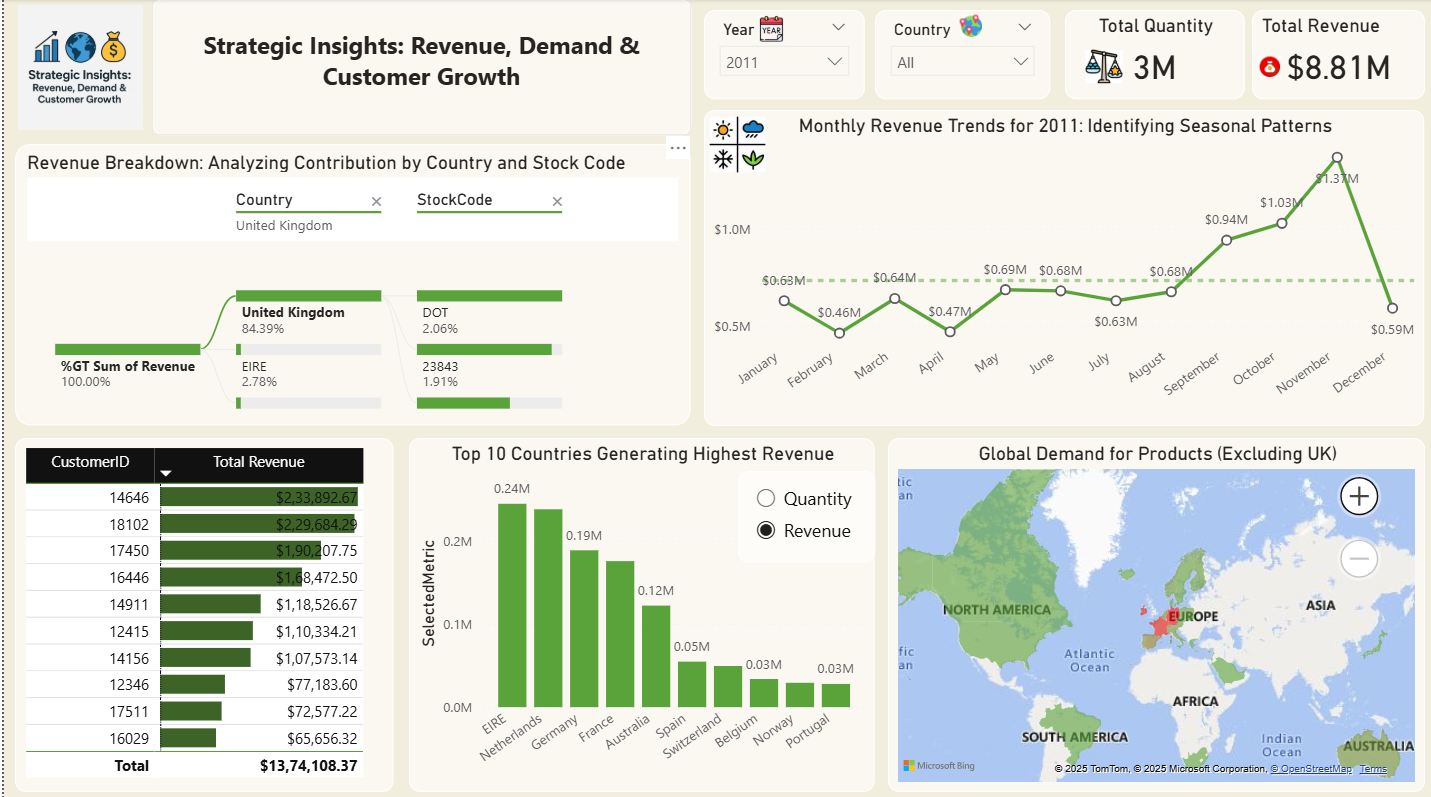 Strategic Insights:
Revenue, Demand &
Customer Growth
Strategic Insights: Revenue, Demand &
Customer Growth
Year
YEAR
2011
Country
All
Total Quantity
3M
Total Revenue
$8.81M
Revenue Breakdown: Analyzing Contribution by Country and Stock Code
Country
StockCode
United Kingdom
United Kingdom
84.39%
DOT
2.06%
%GT Sum of Revenue
100.00%
EIRE
2.78%
23843
1.91%
Monthly Revenue Trends for 2011: Identifying Seasonal Patterns
$1.0M
$0.5M
$0.63M
$0.46M
$0.64M
$0.47M
$0.69M
$0.68M
$0.63M
$0.68M
$0.94M
$1.03M
$1.37M
$0.59M
January
February
March
April
May
June
July
August
September
October
November
December
CustomerID Total Revenue
14646 $2,33,892.67
18102 $2,29,684.29
17450 $1,90,207.75
16446 $1,68,472.50
14911 $1,18,526.67
12415 $1,10,334.21
14156 $1,07,573.14
12346 $77,183.60
17511 $72,577.22
16029 $65,656.32
Total $13,74,108.37
Top 10 Countries Generating Highest Revenue
Quantity
Revenue
SelectedMetric
0.2M
0.1M
0.0M
0.24M
0.19M
0.12M
0.05M
0.03M
0.03M
EIRE
Netherlands
Germany
France
Australia
Spain
Switzerland
Belgium
Norway
Portugal
Global Demand for Products (Excluding UK)
tic
an
NORTH AMERICA
EUROPE
ASIA
fic
an
Atlantic
Ocean
AFRICA
SOUTH AMERICA
Indian
Ocean
AUSTRALIA
Microsoft Bing
© 2025 TomTom, © 2025 Microsoft Corporation, © OpenStreetMap Terms